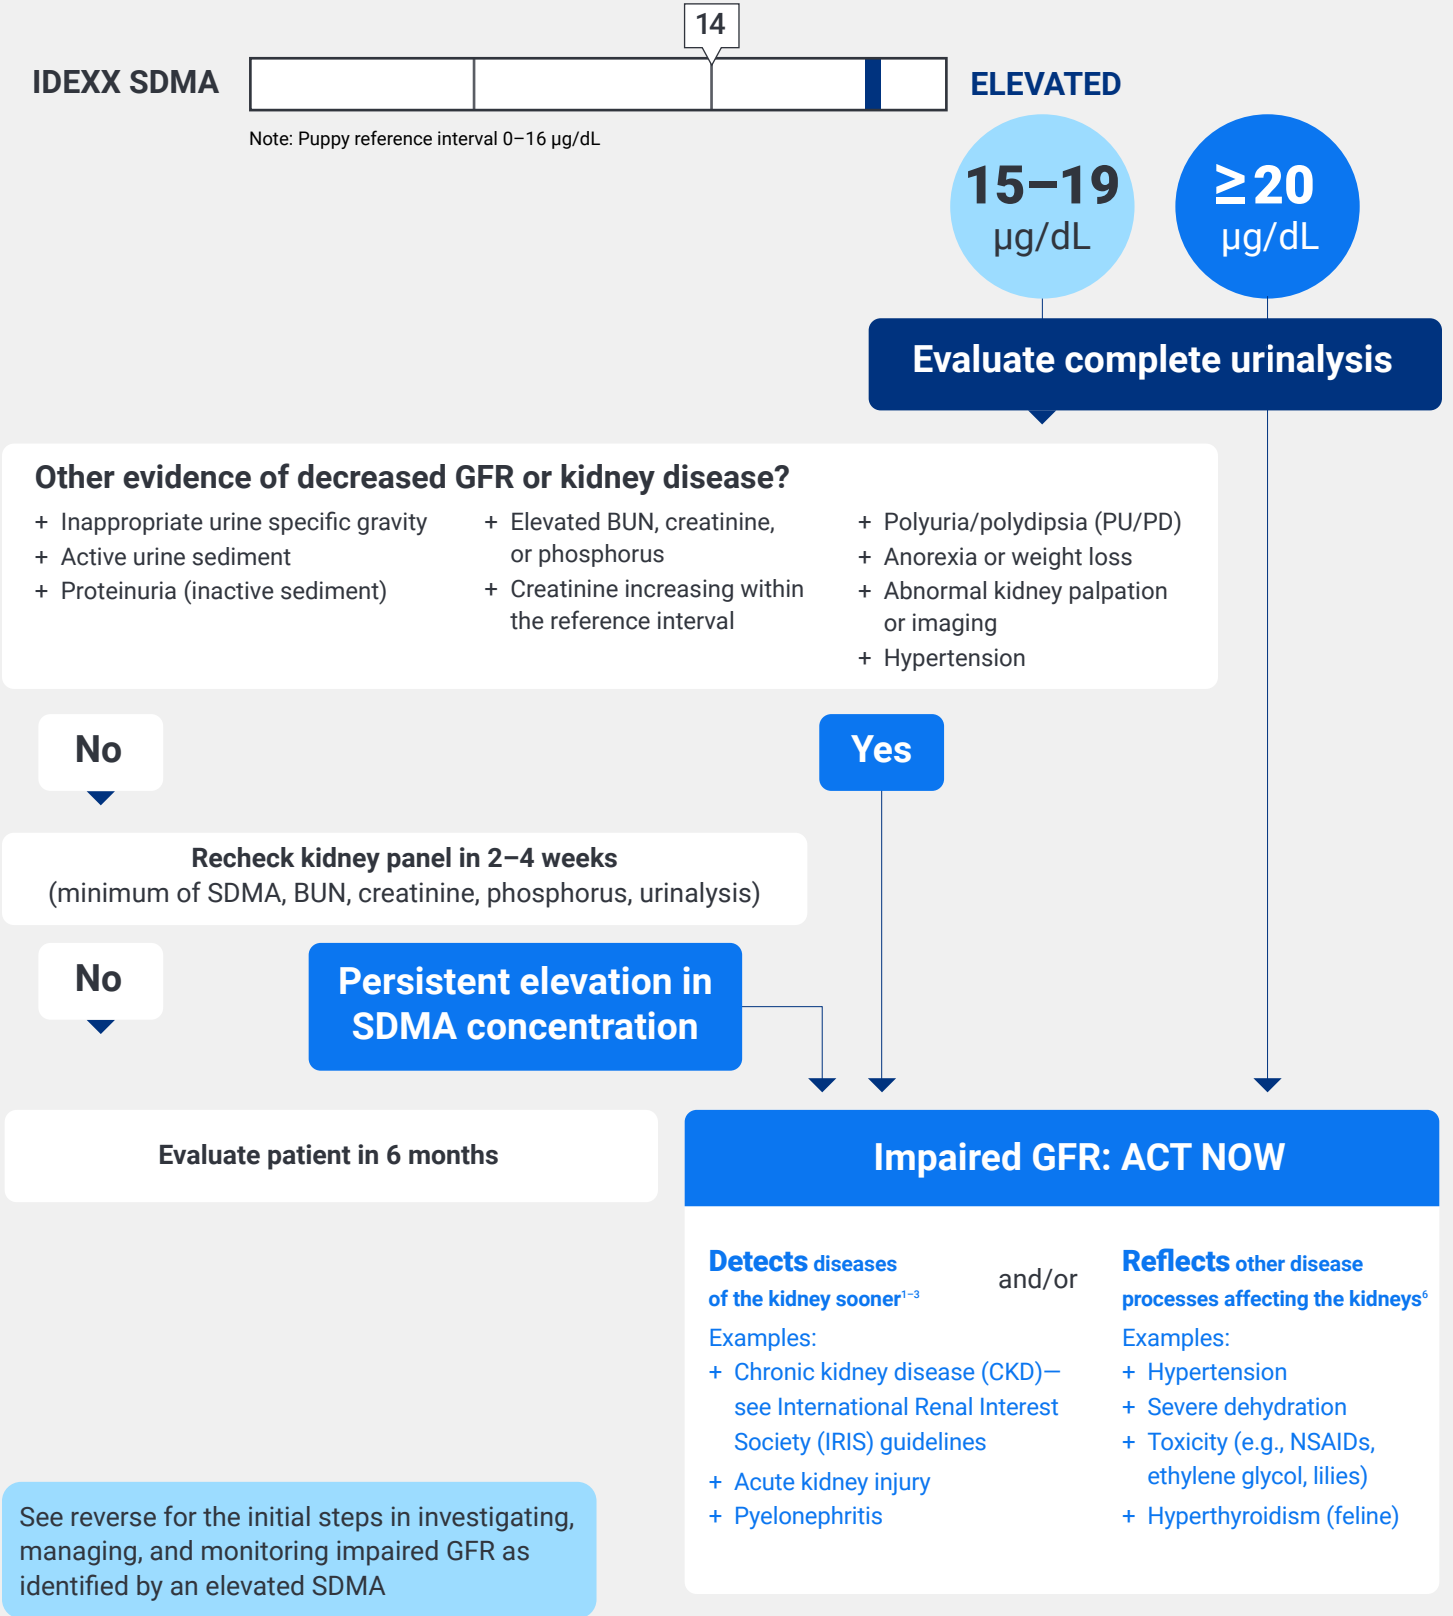 14
IDEXX SDMA
ELEVATED
Note: Puppy reference interval 0–16 µg/dL
15–19
µg/dL
≥20
µg/dL
Evaluate complete urinalysis
Other evidence of decreased GFR or kidney disease?
+ Inappropriate urine specific gravity
+ Active urine sediment
+ Proteinuria (inactive sediment)
+ Elevated BUN, creatinine,
or phosphorus
+ Creatinine increasing within
the reference interval
+ Polyuria/polydipsia (PU/PD)
+ Anorexia or weight loss
+ Abnormal kidney palpation
or imaging
+ Hypertension
No
Yes
Recheck kidney panel in 2–4 weeks
(minimum of SDMA, BUN, creatinine, phosphorus, urinalysis)
No
Persistent elevation in
SDMA concentration
Evaluate patient in 6 months
Impaired GFR: ACT NOW
Detects diseases
of the kidney sooner¹⁻³
Examples:
+ Chronic kidney disease (CKD)—
see International Renal Interest
Society (IRIS) guidelines
+ Acute kidney injury
+ Pyelonephritis
and/or
Reflects other disease
processes affecting the kidneys⁶
Examples:
+ Hypertension
+ Severe dehydration
+ Toxicity (e.g., NSAIDs,
ethylene glycol, lilies)
+ Hyperthyroidism (feline)
See reverse for the initial steps in investigating,
managing, and monitoring impaired GFR as
identified by an elevated SDMA